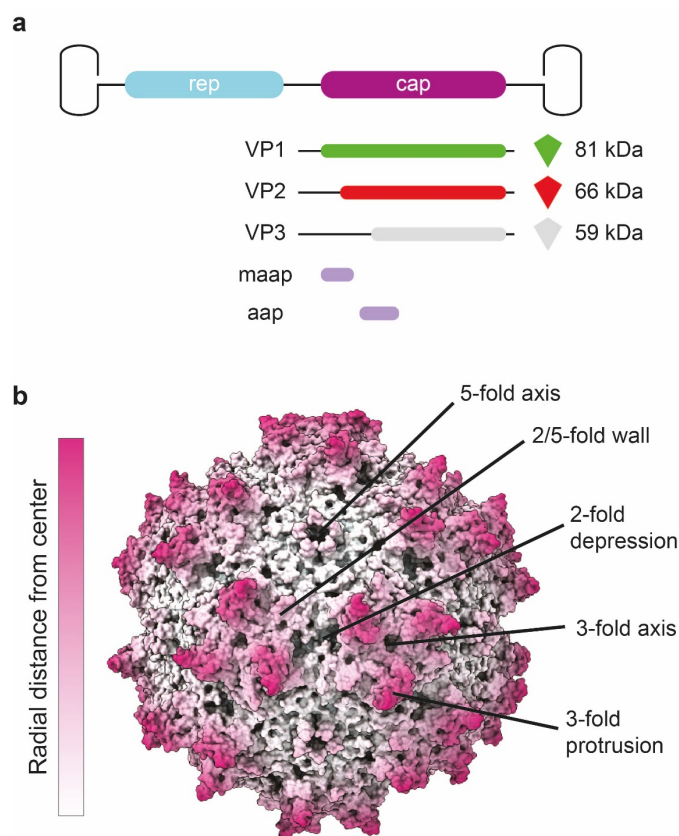 a
rep cap
VP1 81 kDa
VP2 66 kDa
VP3 59 kDa
maap
aap
b
Radial distance from center
5-fold axis
2/5-fold wall
2-fold
depression
3-fold axis
3-fold
protrusion